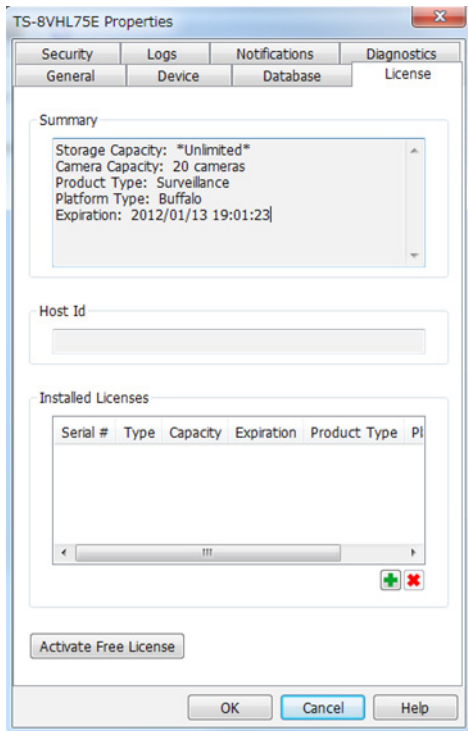 TS-8VHL75E Properties
Security Logs Notifications Diagnostics
General Device Database License
Summary
Storage Capacity: *Unlimited*
Camera Capacity: 20 cameras
Product Type: Surveillance
Platform Type: Buffalo
Expiration: 2012/01/13 19:01:23
Host Id
Installed Licenses
Serial # Type Capacity Expiration Product Type Pl
Activate Free License
OK Cancel Help